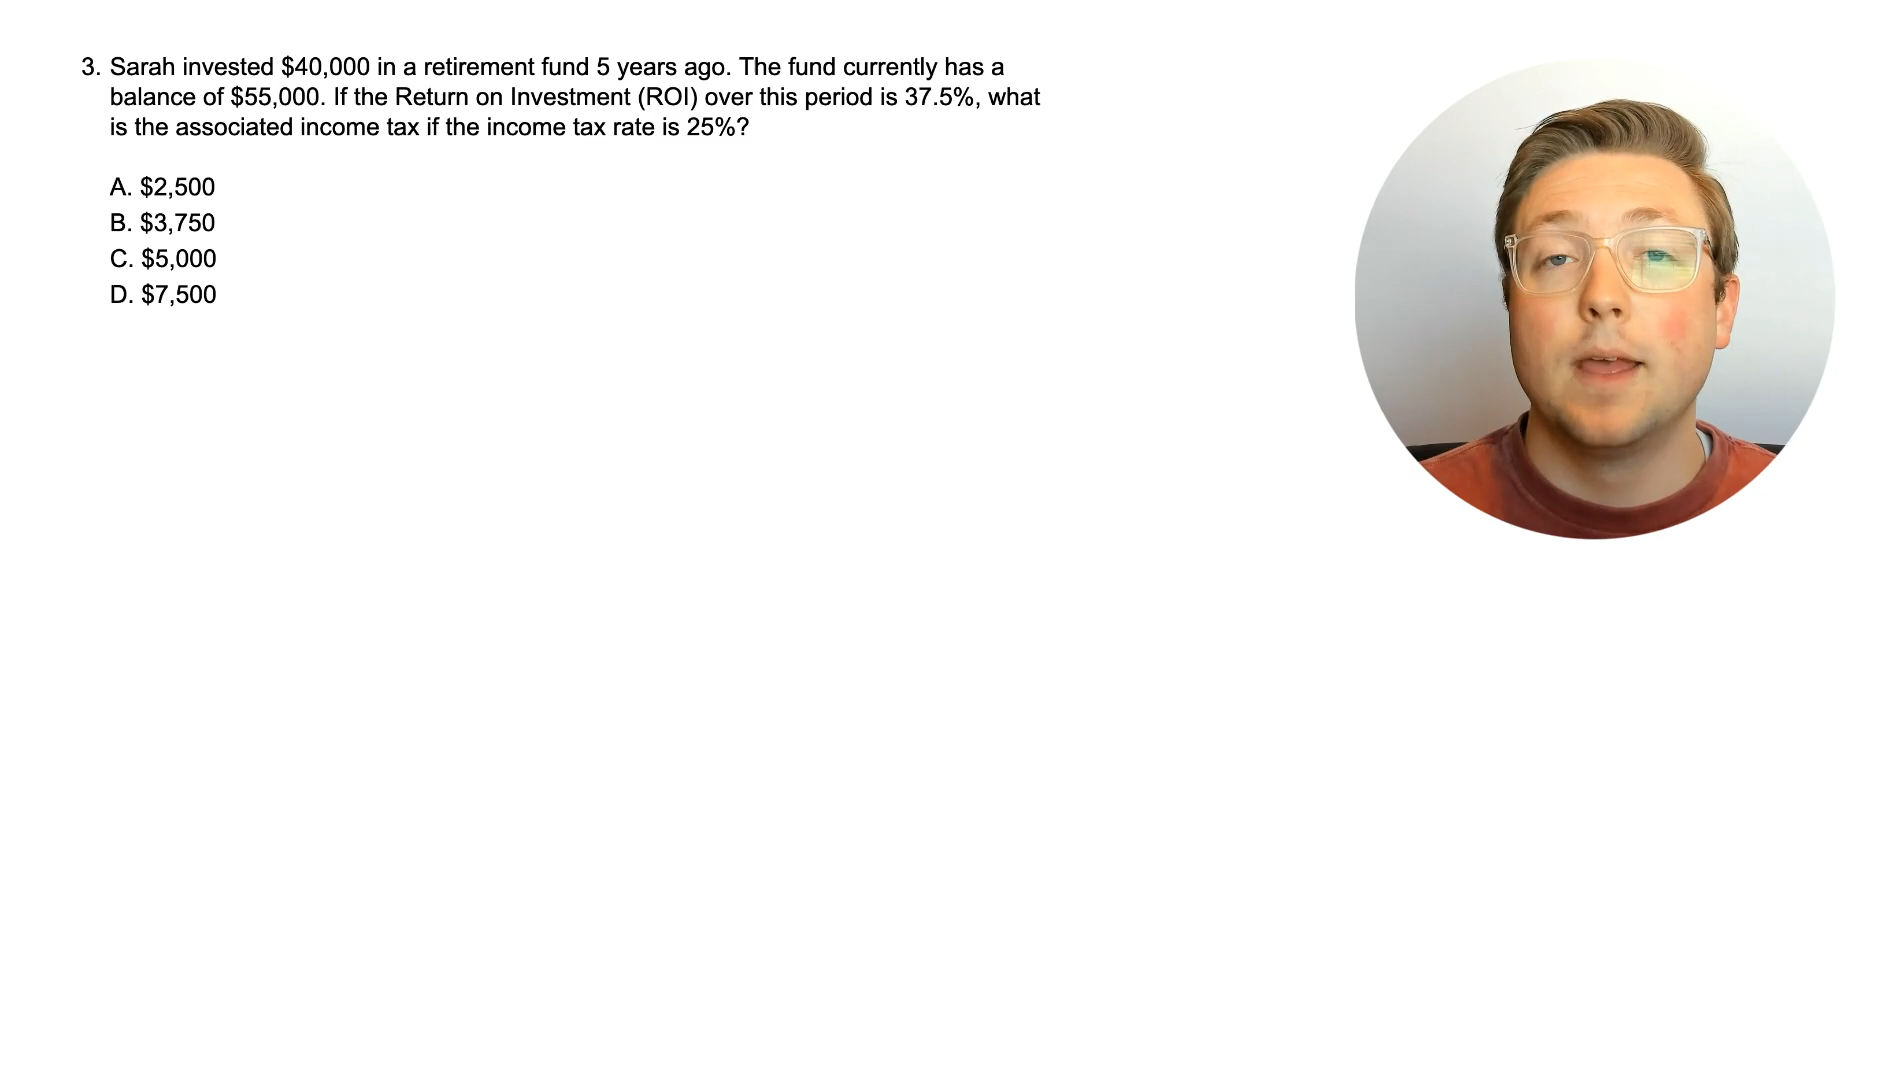 3. Sarah invested $40,000 in a retirement fund 5 years ago. The fund currently has a
balance of $55,000. If the Return on Investment (ROI) over this period is 37.5%, what
is the associated income tax if the income tax rate is 25%?
A. $2,500
B. $3,750
C. $5,000
D. $7,500